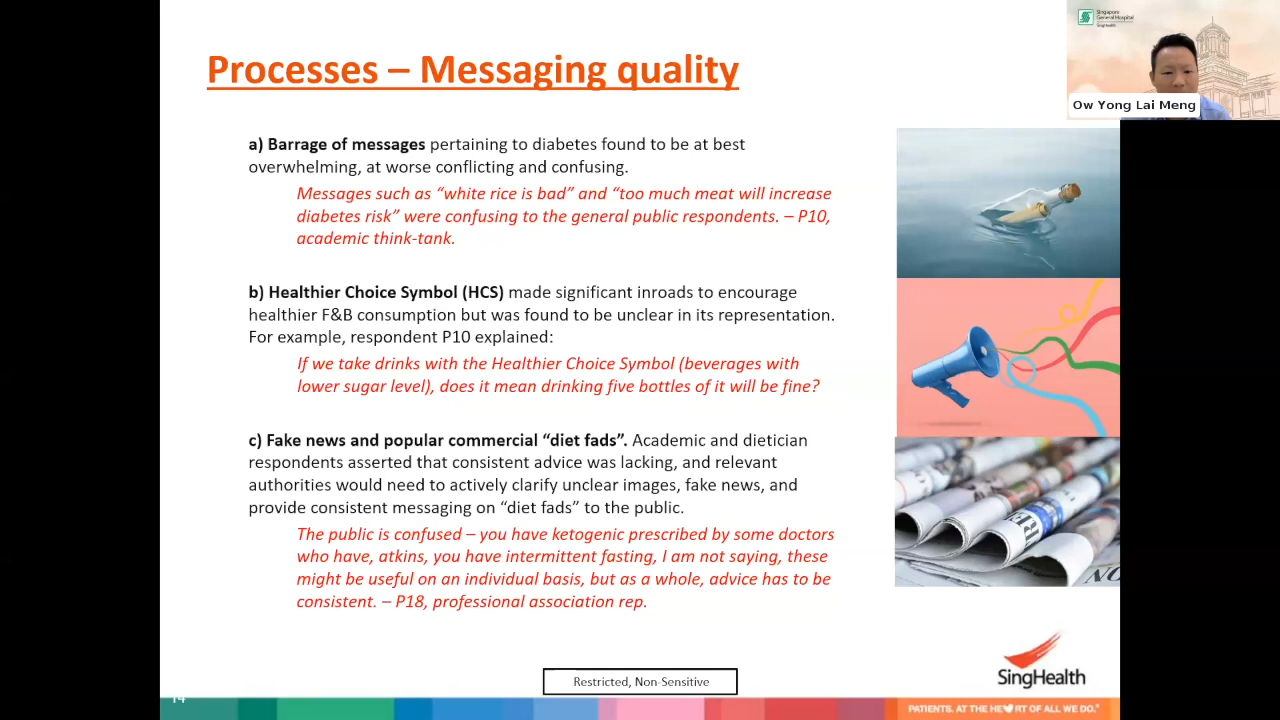 Singapore
General Hospital
SingHealth
Ow Yong Lai Meng
Processes – Messaging quality
a) Barrage of messages pertaining to diabetes found to be at best
overwhelming, at worse conflicting and confusing.
Messages such as “white rice is bad” and “too much meat will increase
diabetes risk” were confusing to the general public respondents. – P10,
academic think-tank.
b) Healthier Choice Symbol (HCS) made significant inroads to encourage
healthier F&B consumption but was found to be unclear in its representation.
For example, respondent P10 explained:
If we take drinks with the Healthier Choice Symbol (beverages with
lower sugar level), does it mean drinking five bottles of it will be fine?
c) Fake news and popular commercial “diet fads”. Academic and dietician
respondents asserted that consistent advice was lacking, and relevant
authorities would need to actively clarify unclear images, fake news, and
provide consistent messaging on “diet fads” to the public.
The public is confused – you have ketogenic prescribed by some doctors
who have, atkins, you have intermittent fasting, I am not saying, these
might be useful on an individual basis, but as a whole, advice has to be
consistent. – P18, professional association rep.
SingHealth
Restricted, Non-Sensitive
14
PATIENTS. AT THE HEART OF ALL WE DO.®